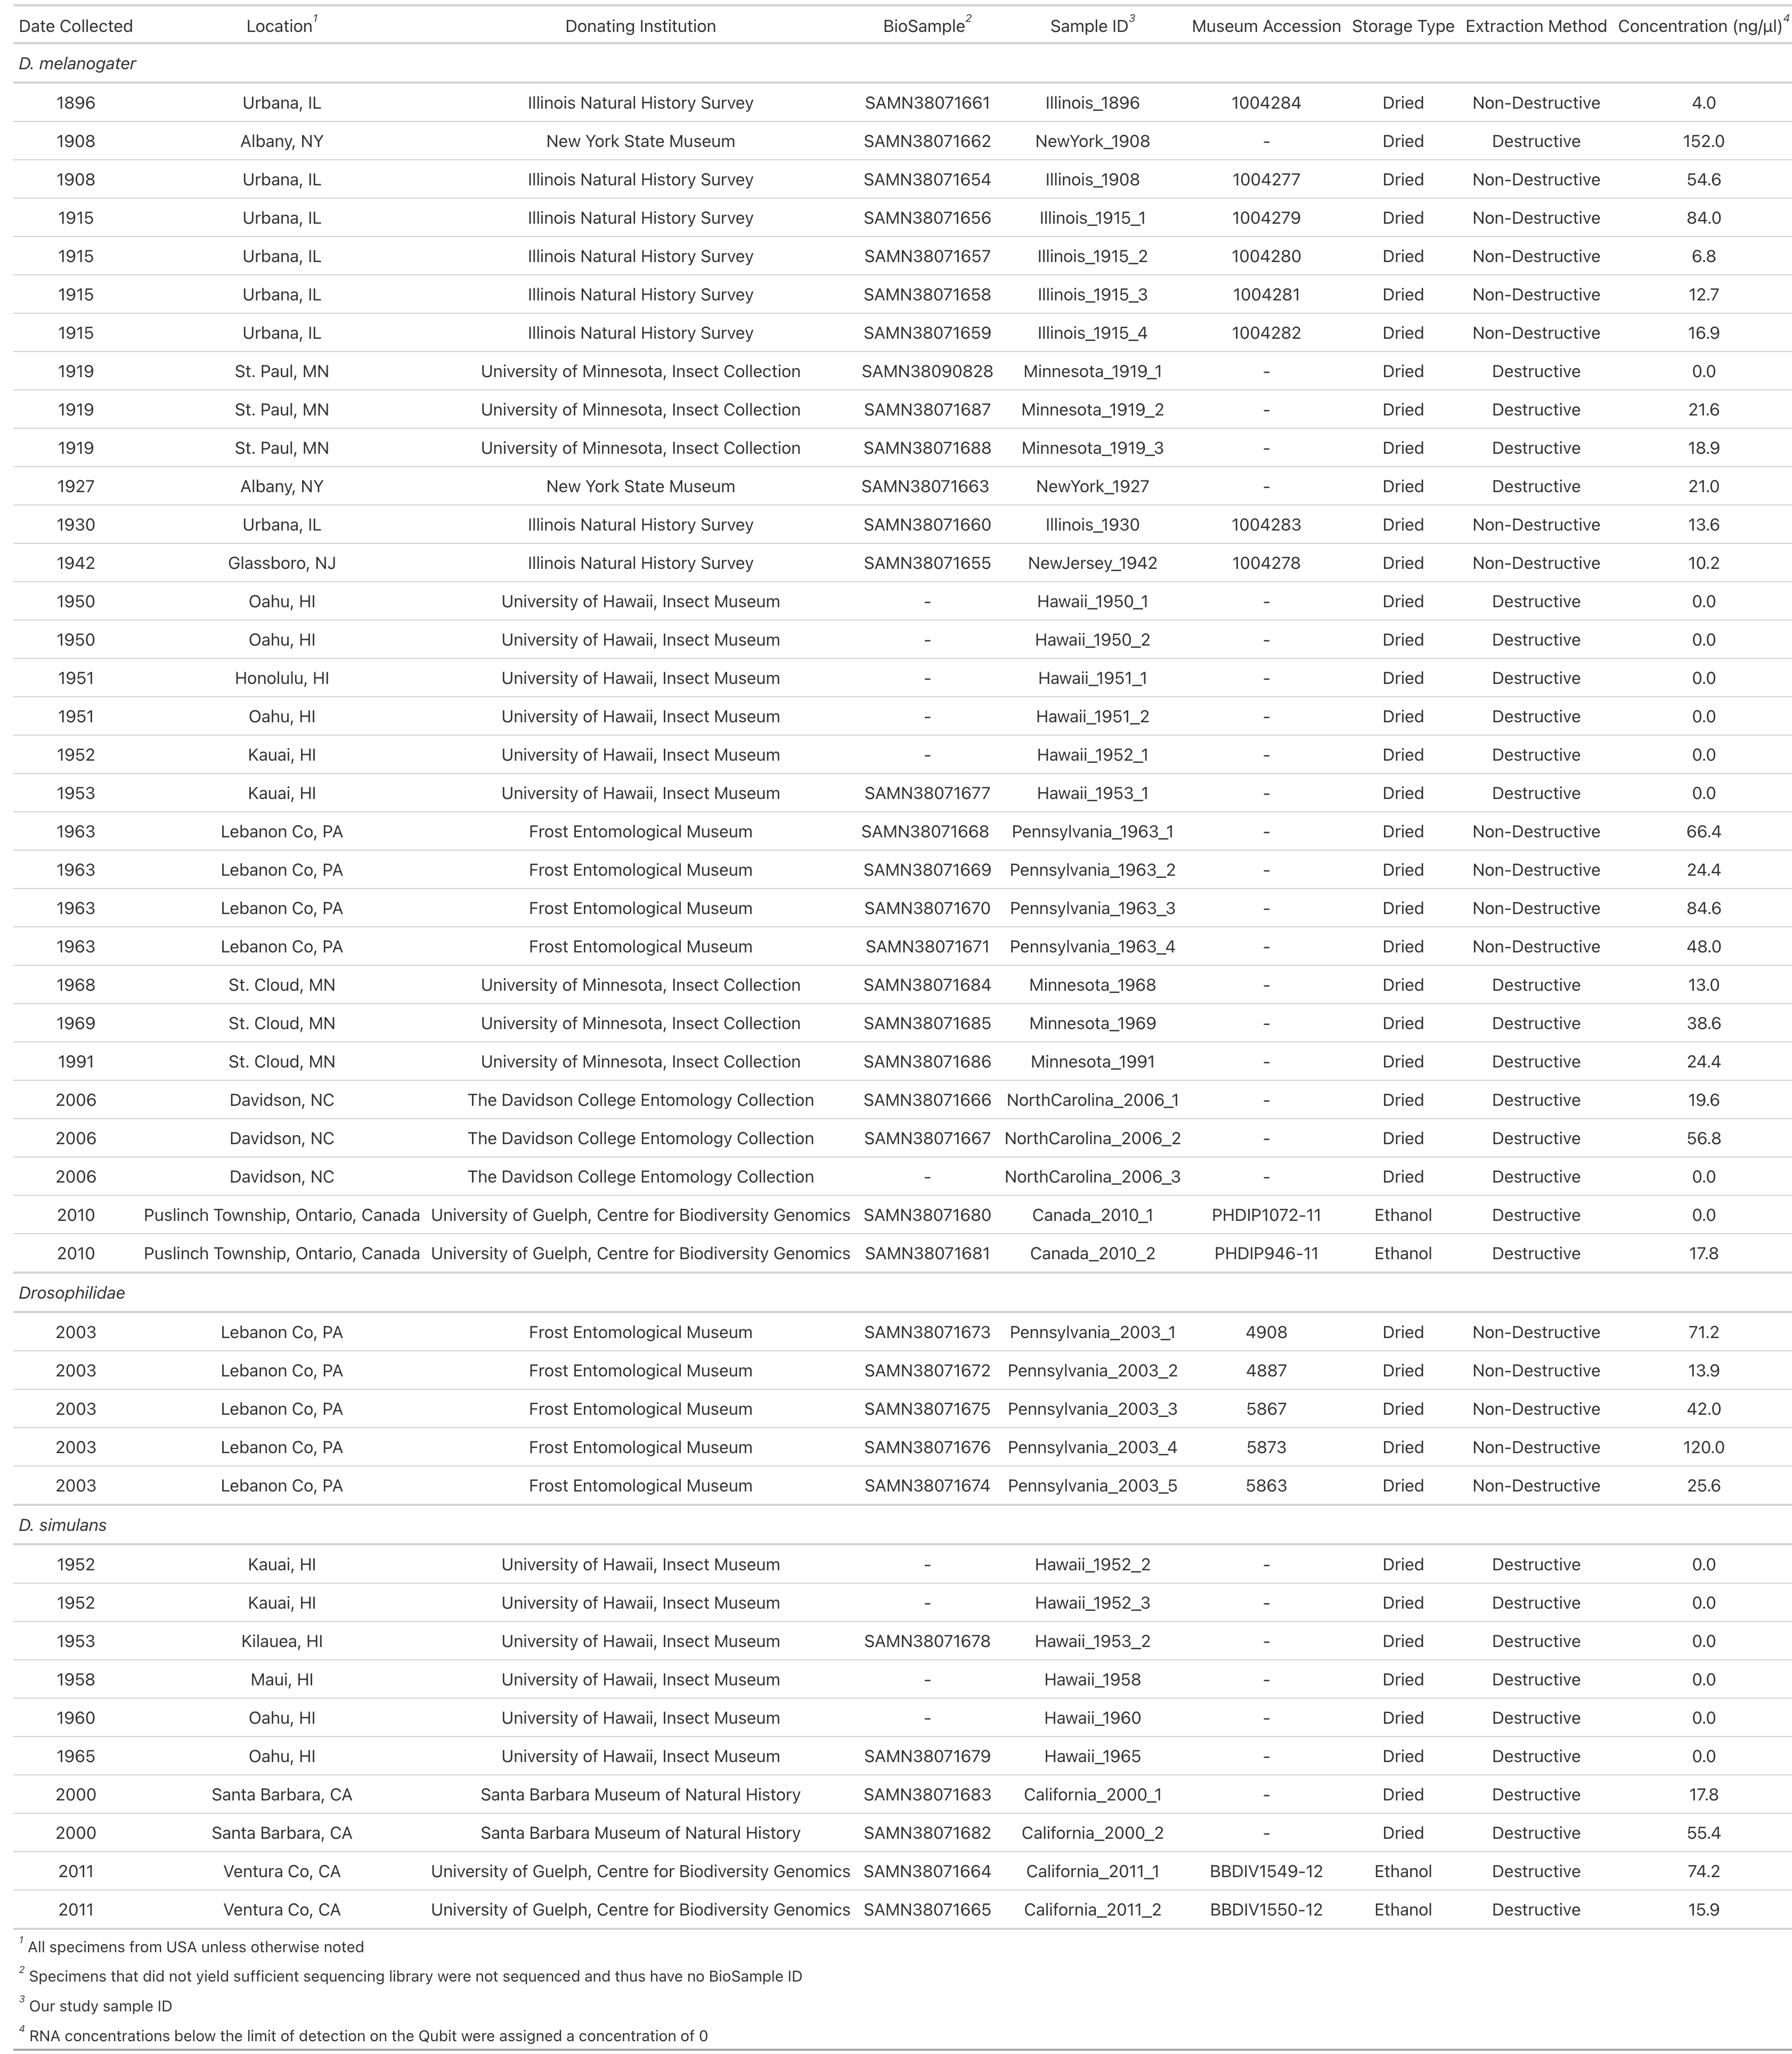 Date Collected Location1 Donating Institution BioSample2 Sample ID3 Museum Accession Storage Type Extraction Method Concentration (ng/µl)4
D. melanogater
1896 Urbana, IL Illinois Natural History Survey SAMN38071661 Illinois_1896 1004284 Dried Non-Destructive 4.0
1908 Albany, NY New York State Museum SAMN38071662 NewYork_1908 - Dried Destructive 152.0
1908 Urbana, IL Illinois Natural History Survey SAMN38071654 Illinois_1908 1004277 Dried Non-Destructive 54.6
1915 Urbana, IL Illinois Natural History Survey SAMN38071656 Illinois_1915_1 1004279 Dried Non-Destructive 84.0
1915 Urbana, IL Illinois Natural History Survey SAMN38071657 Illinois_1915_2 1004280 Dried Non-Destructive 6.8
1915 Urbana, IL Illinois Natural History Survey SAMN38071658 Illinois_1915_3 1004281 Dried Non-Destructive 12.7
1915 Urbana, IL Illinois Natural History Survey SAMN38071659 Illinois_1915_4 1004282 Dried Non-Destructive 16.9
1919 St. Paul, MN University of Minnesota, Insect Collection SAMN38090828 Minnesota_1919_1 - Dried Destructive 0.0
1919 St. Paul, MN University of Minnesota, Insect Collection SAMN38071687 Minnesota_1919_2 - Dried Destructive 21.6
1919 St. Paul, MN University of Minnesota, Insect Collection SAMN38071688 Minnesota_1919_3 - Dried Destructive 18.9
1927 Albany, NY New York State Museum SAMN38071663 NewYork_1927 - Dried Destructive 21.0
1930 Urbana, IL Illinois Natural History Survey SAMN38071660 Illinois_1930 1004283 Dried Non-Destructive 13.6
1942 Glassboro, NJ Illinois Natural History Survey SAMN38071655 NewJersey_1942 1004278 Dried Non-Destructive 10.2
1950 Oahu, HI University of Hawaii, Insect Museum - Hawaii_1950_1 - Dried Destructive 0.0
1950 Oahu, HI University of Hawaii, Insect Museum - Hawaii_1950_2 - Dried Destructive 0.0
1951 Honolulu, HI University of Hawaii, Insect Museum - Hawaii_1951_1 - Dried Destructive 0.0
1951 Oahu, HI University of Hawaii, Insect Museum - Hawaii_1951_2 - Dried Destructive 0.0
1952 Kauai, HI University of Hawaii, Insect Museum - Hawaii_1952_1 - Dried Destructive 0.0
1953 Kauai, HI University of Hawaii, Insect Museum SAMN38071677 Hawaii_1953_1 - Dried Destructive 0.0
1963 Lebanon Co, PA Frost Entomological Museum SAMN38071668 Pennsylvania_1963_1 - Dried Non-Destructive 66.4
1963 Lebanon Co, PA Frost Entomological Museum SAMN38071669 Pennsylvania_1963_2 - Dried Non-Destructive 24.4
1963 Lebanon Co, PA Frost Entomological Museum SAMN38071670 Pennsylvania_1963_3 - Dried Non-Destructive 84.6
1963 Lebanon Co, PA Frost Entomological Museum SAMN38071671 Pennsylvania_1963_4 - Dried Non-Destructive 48.0
1968 St. Cloud, MN University of Minnesota, Insect Collection SAMN38071684 Minnesota_1968 - Dried Destructive 13.0
1969 St. Cloud, MN University of Minnesota, Insect Collection SAMN38071685 Minnesota_1969 - Dried Destructive 38.6
1991 St. Cloud, MN University of Minnesota, Insect Collection SAMN38071686 Minnesota_1991 - Dried Destructive 24.4
2006 Davidson, NC The Davidson College Entomology Collection SAMN38071666 NorthCarolina_2006_1 - Dried Destructive 19.6
2006 Davidson, NC The Davidson College Entomology Collection SAMN38071667 NorthCarolina_2006_2 - Dried Destructive 56.8
2006 Davidson, NC The Davidson College Entomology Collection - NorthCarolina_2006_3 - Dried Destructive 0.0
2010 Puslinch Township, Ontario, Canada University of Guelph, Centre for Biodiversity Genomics SAMN38071680 Canada_2010_1 PHDIP1072-11 Ethanol Destructive 0.0
2010 Puslinch Township, Ontario, Canada University of Guelph, Centre for Biodiversity Genomics SAMN38071681 Canada_2010_2 PHDIP946-11 Ethanol Destructive 17.8
Drosophilidae
2003 Lebanon Co, PA Frost Entomological Museum SAMN38071673 Pennsylvania_2003_1 4908 Dried Non-Destructive 71.2
2003 Lebanon Co, PA Frost Entomological Museum SAMN38071672 Pennsylvania_2003_2 4887 Dried Non-Destructive 13.9
2003 Lebanon Co, PA Frost Entomological Museum SAMN38071675 Pennsylvania_2003_3 5867 Dried Non-Destructive 42.0
2003 Lebanon Co, PA Frost Entomological Museum SAMN38071676 Pennsylvania_2003_4 5873 Dried Non-Destructive 120.0
2003 Lebanon Co, PA Frost Entomological Museum SAMN38071674 Pennsylvania_2003_5 5863 Dried Non-Destructive 25.6
D. simulans
1952 Kauai, HI University of Hawaii, Insect Museum - Hawaii_1952_2 - Dried Destructive 0.0
1952 Kauai, HI University of Hawaii, Insect Museum - Hawaii_1952_3 - Dried Destructive 0.0
1953 Kilauea, HI University of Hawaii, Insect Museum SAMN38071678 Hawaii_1953_2 - Dried Destructive 0.0
1958 Maui, HI University of Hawaii, Insect Museum - Hawaii_1958 - Dried Destructive 0.0
1960 Oahu, HI University of Hawaii, Insect Museum - Hawaii_1960 - Dried Destructive 0.0
1965 Oahu, HI University of Hawaii, Insect Museum SAMN38071679 Hawaii_1965 - Dried Destructive 0.0
2000 Santa Barbara, CA Santa Barbara Museum of Natural History SAMN38071683 California_2000_1 - Dried Destructive 17.8
2000 Santa Barbara, CA Santa Barbara Museum of Natural History SAMN38071682 California_2000_2 - Dried Destructive 55.4
2011 Ventura Co, CA University of Guelph, Centre for Biodiversity Genomics SAMN38071664 California_2011_1 BBDIV1549-12 Ethanol Destructive 74.2
2011 Ventura Co, CA University of Guelph, Centre for Biodiversity Genomics SAMN38071665 California_2011_2 BBDIV1550-12 Ethanol Destructive 15.9
1 All specimens from USA unless otherwise noted
2 Specimens that did not yield sufficient sequencing library were not sequenced and thus have no BioSample ID
3 Our study sample ID
4 RNA concentrations below the limit of detection on the Qubit were assigned a concentration of 0